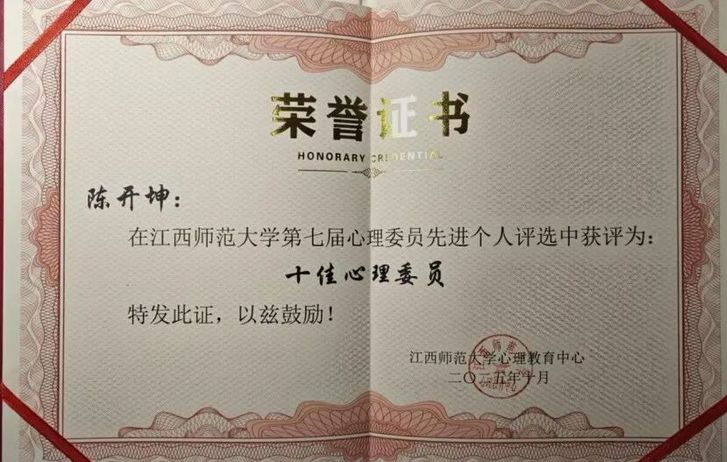 荣誉证书
HONORARY CREDENTIAL
陈开坤：
在江西师范大学第七届心理委员先进个人评选中获评为：
十佳心理委员
特发此证，以兹鼓励！
江西师范大学心理教育中心
二〇二五年十月